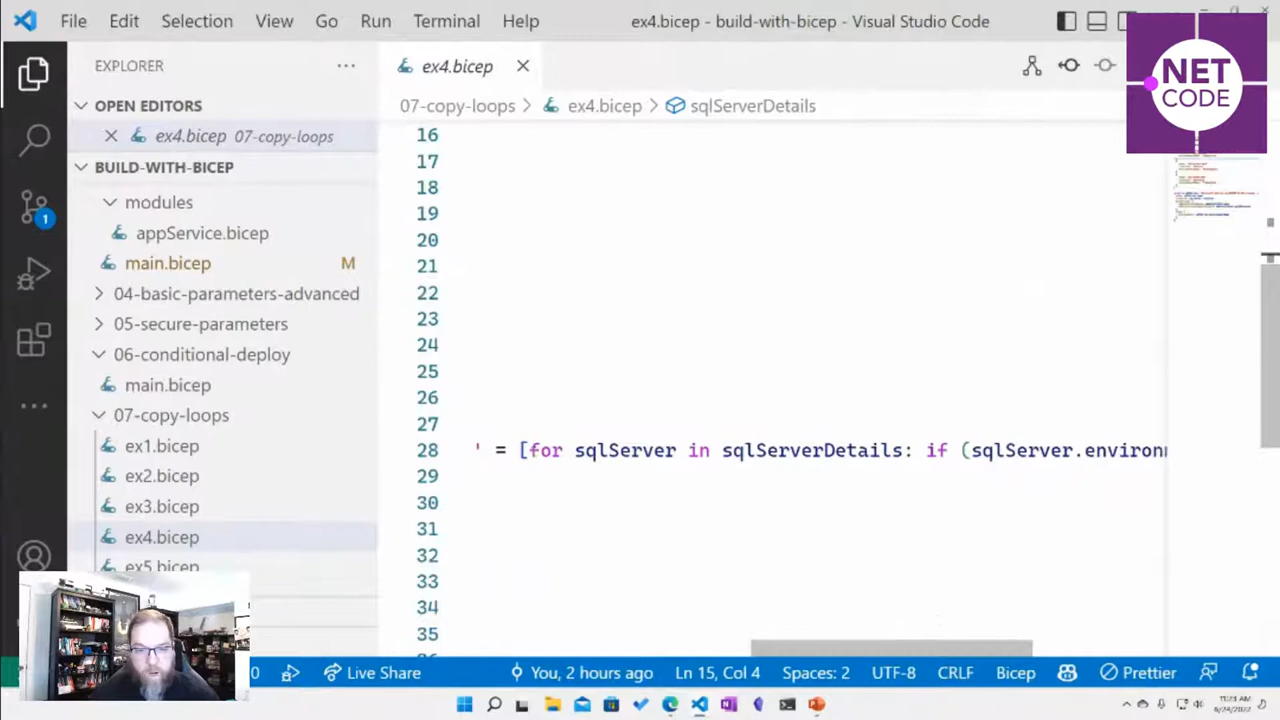 File Edit Selection View Go Run Terminal Help
ex4.bicep - build-with-bicep - Visual Studio Code
NET
CODE
EXPLORER
OPEN EDITORS
ex4.bicep 07-copy-loops
BUILD-WITH-BICEP
modules
appService.bicep
main.bicep M
04-basic-parameters-advanced
05-secure-parameters
06-conditional-deploy
main.bicep
07-copy-loops
ex1.bicep
ex2.bicep
ex3.bicep
ex4.bicep
ex5.bicep
1
ex4.bicep
07-copy-loops > ex4.bicep > sqlServerDetails
16
17
18
19
20
21
22
23
24
25
26
27
28 ' = [for sqlServer in sqlServerDetails: if (sqlServer.environ
29
30
31
32
33
34
35
0 Live Share You, 2 hours ago Ln 15, Col 4 Spaces: 2 UTF-8 CRLF Bicep Prettier
6/24/2022